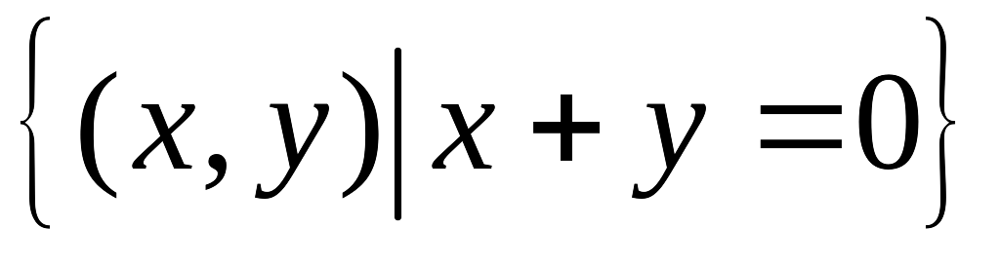 {(x, y)| x + y =0}